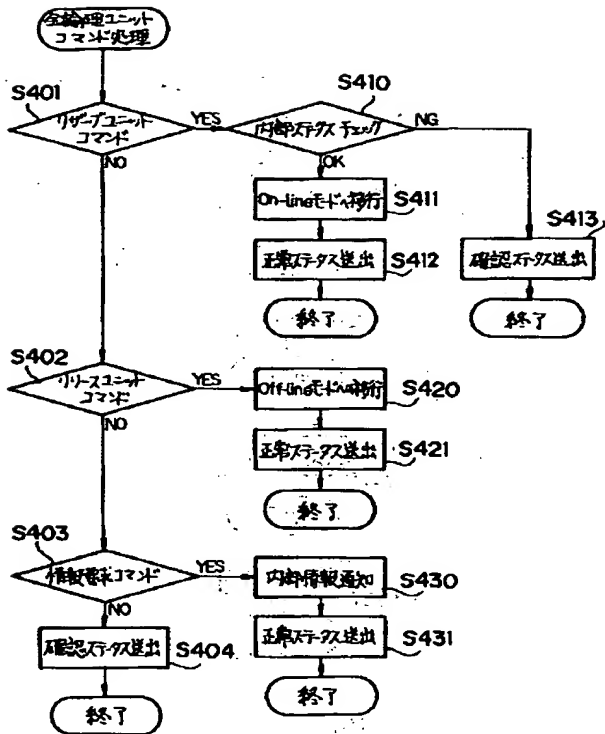 全論理ユニット
コマンド処理
S401
リザーブユニット
コマンド
YES
NO
S410
内部ステータスチェック
NG
OK
On-lineモードへ移行
S411
正常ステータス送出
S412
終了
S413
確認ステータス送出
終了
S402
リリースユニット
コマンド
YES
NO
Off-lineモードへ移行
S420
正常ステータス送出
S421
終了
S403
情報要求コマンド
YES
NO
内部情報通知
S430
正常ステータス送出
S431
終了
確認ステータス送出
S404
終了